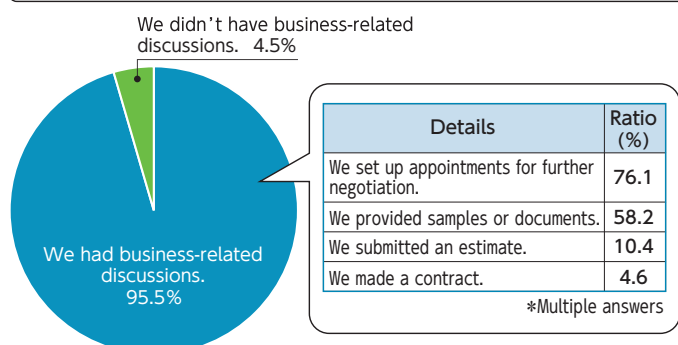 We didn't have business-related
discussions. 4.5%
We had business-related
discussions.
95.5%
Details Ratio
(%)
We set up appointments for further
negotiation. 76.1
We provided samples or documents. 58.2
We submitted an estimate. 10.4
We made a contract. 4.6
*Multiple answers